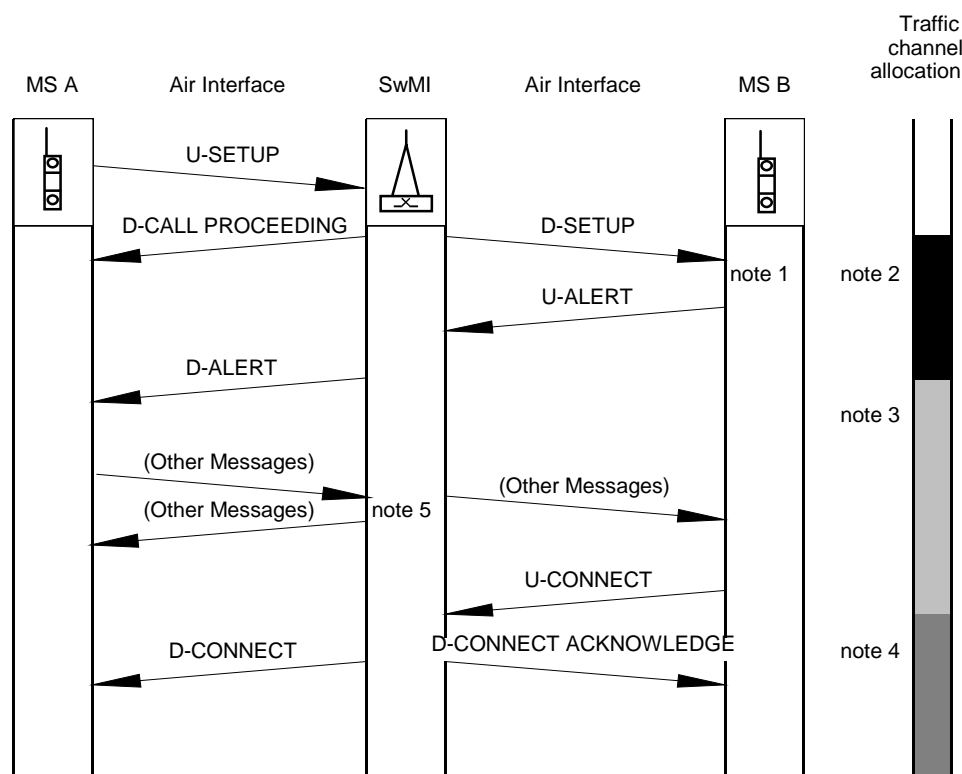 Traffic
channel
allocation
MS A Air Interface SwMI Air Interface MS B
U-SETUP
D-CALL PROCEEDING D-SETUP
note 1 note 2
U-ALERT
D-ALERT
note 3
(Other Messages)
(Other Messages)
(Other Messages) note 5
U-CONNECT
D-CONNECT D-CONNECT ACKNOWLEDGE note 4